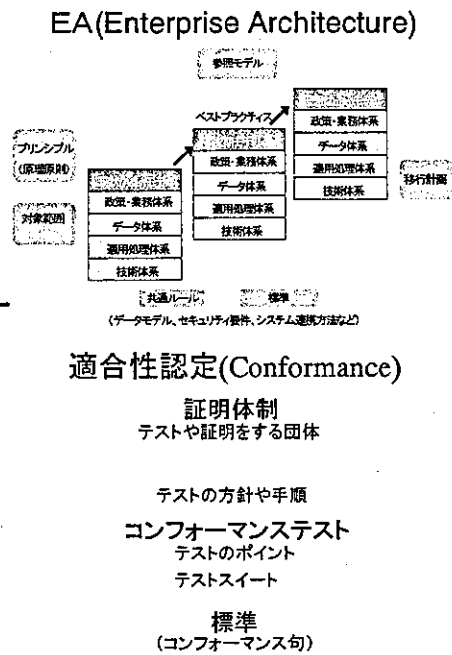 EA(Enterprise Architecture)
参照モデル
ベストプラクティス
プリンシプル
(原理原則)
対象範囲
政策・業務体系
データ体系
適用処理体系
技術体系
政策・業務体系
データ体系
適用処理体系
技術体系
政策・業務体系
データ体系
適用処理体系
技術体系
移行計画
共通ルール
標準
(データモデル、セキュリティ要件、システム連携方法など)
適合性認定(Conformance)
証明体制
テストや証明をする団体
テストの方針や手順
コンフォーマンステスト
テストのポイント
テストスイート
標準
(コンフォーマンス句)